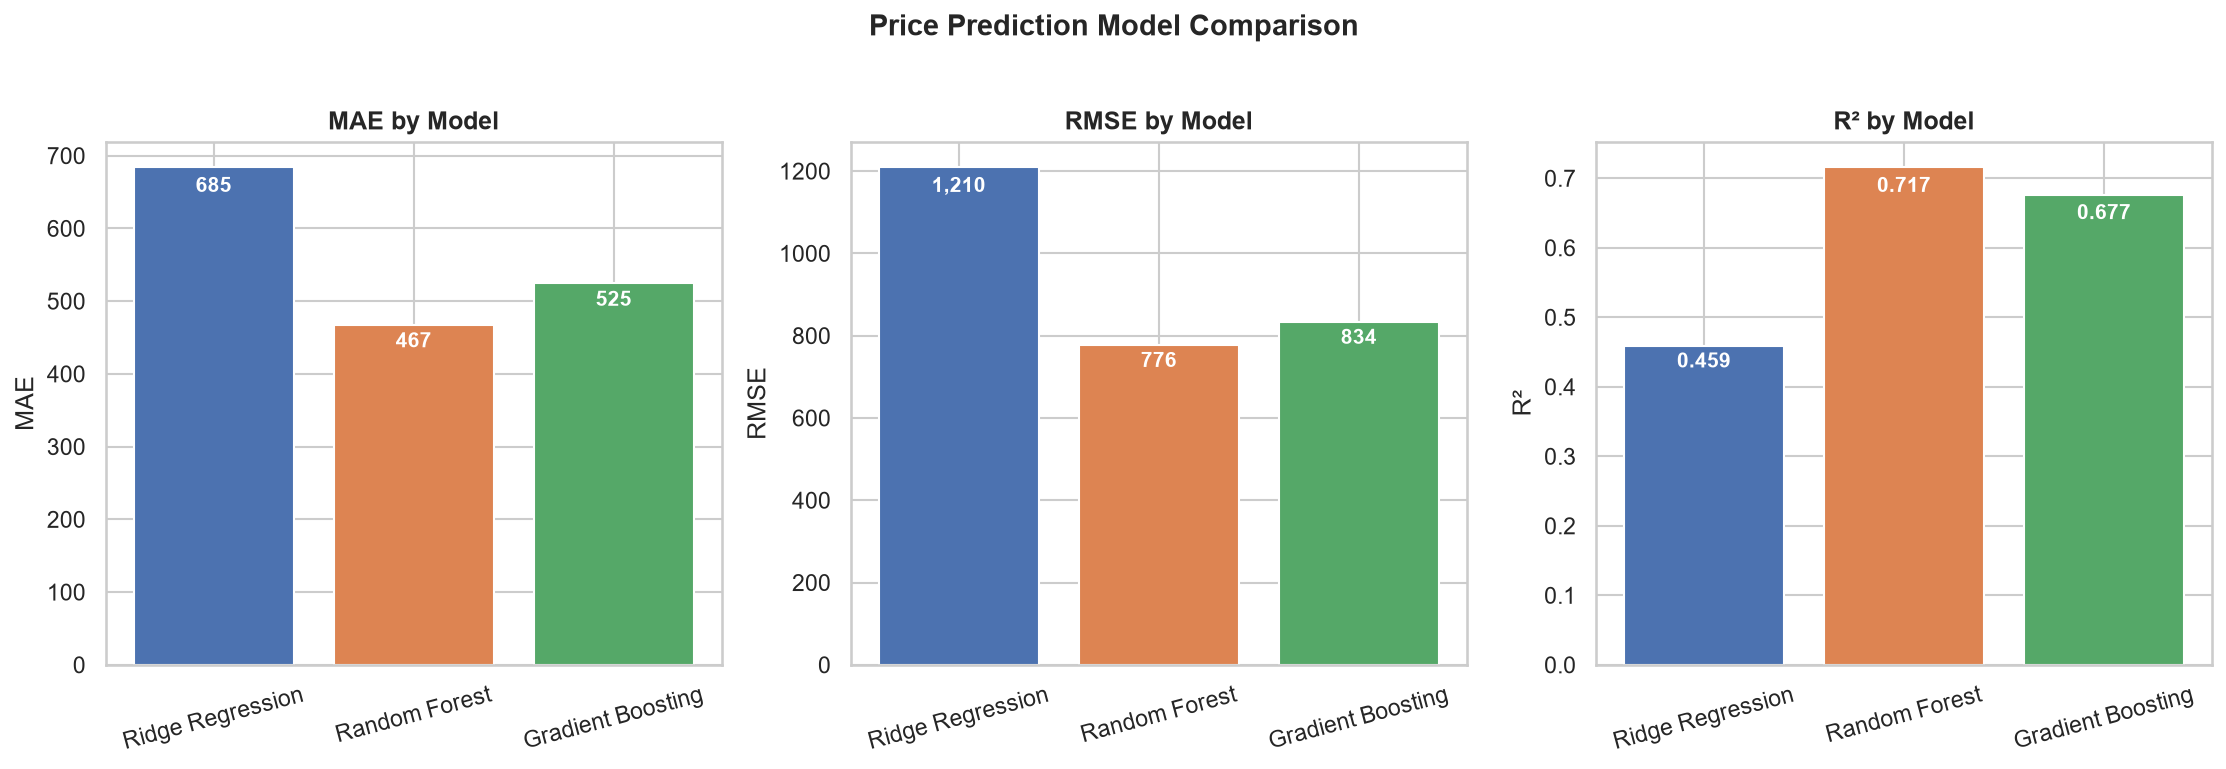 Price Prediction Model Comparison
MAE by Model
MAE
700
600
500
400
300
200
100
0
685
467
525
Ridge Regression
Random Forest
Gradient Boosting
RMSE by Model
RMSE
1200
1000
800
600
400
200
0
1,210
776
834
Ridge Regression
Random Forest
Gradient Boosting
R² by Model
R²
0.7
0.6
0.5
0.4
0.3
0.2
0.1
0.0
0.459
0.717
0.677
Ridge Regression
Random Forest
Gradient Boosting